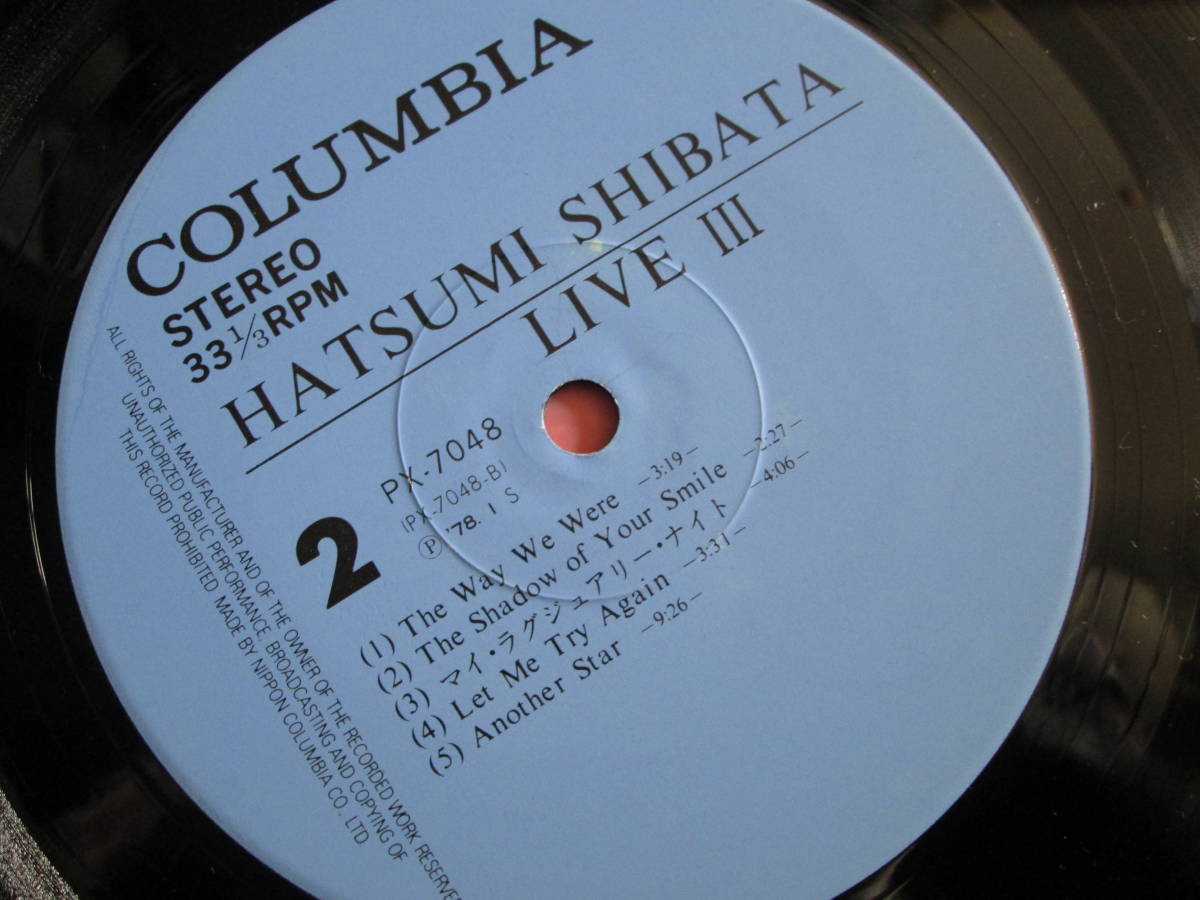 COLUMBIA
STEREO
33 1/3 RPM
HATSUMI SHIBATA
LIVE III
PX-7048
(PX-7048-B)
Ⓟ '78. 1 S
2
(1) The Way We Were —3:19—
(2) The Shadow of Your Smile —2:27—
(3) マイ・ラグジュアリー・ナイト —4:06—
(4) Let Me Try Again —3:37—
(5) Another Star —9:26—
ALL RIGHTS OF THE MANUFACTURER AND OF THE OWNER OF THE RECORDED WORK RESERVED
UNAUTHORIZED PUBLIC PERFORMANCE, BROADCASTING AND COPYING OF
THIS RECORD PROHIBITED MADE BY NIPPON COLUMBIA CO., LTD.